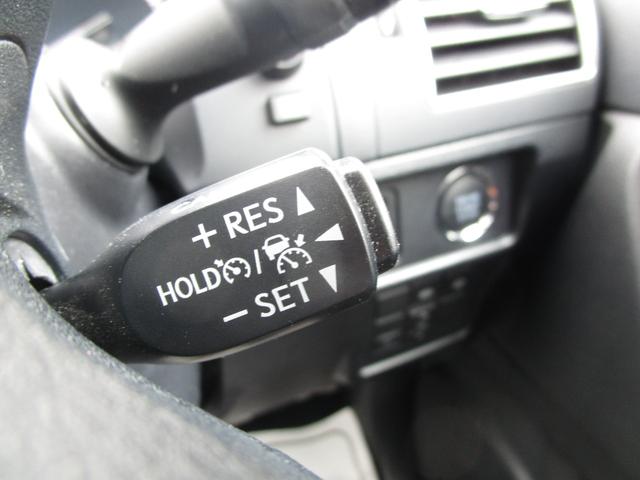 + RES
HOLD /
− SET